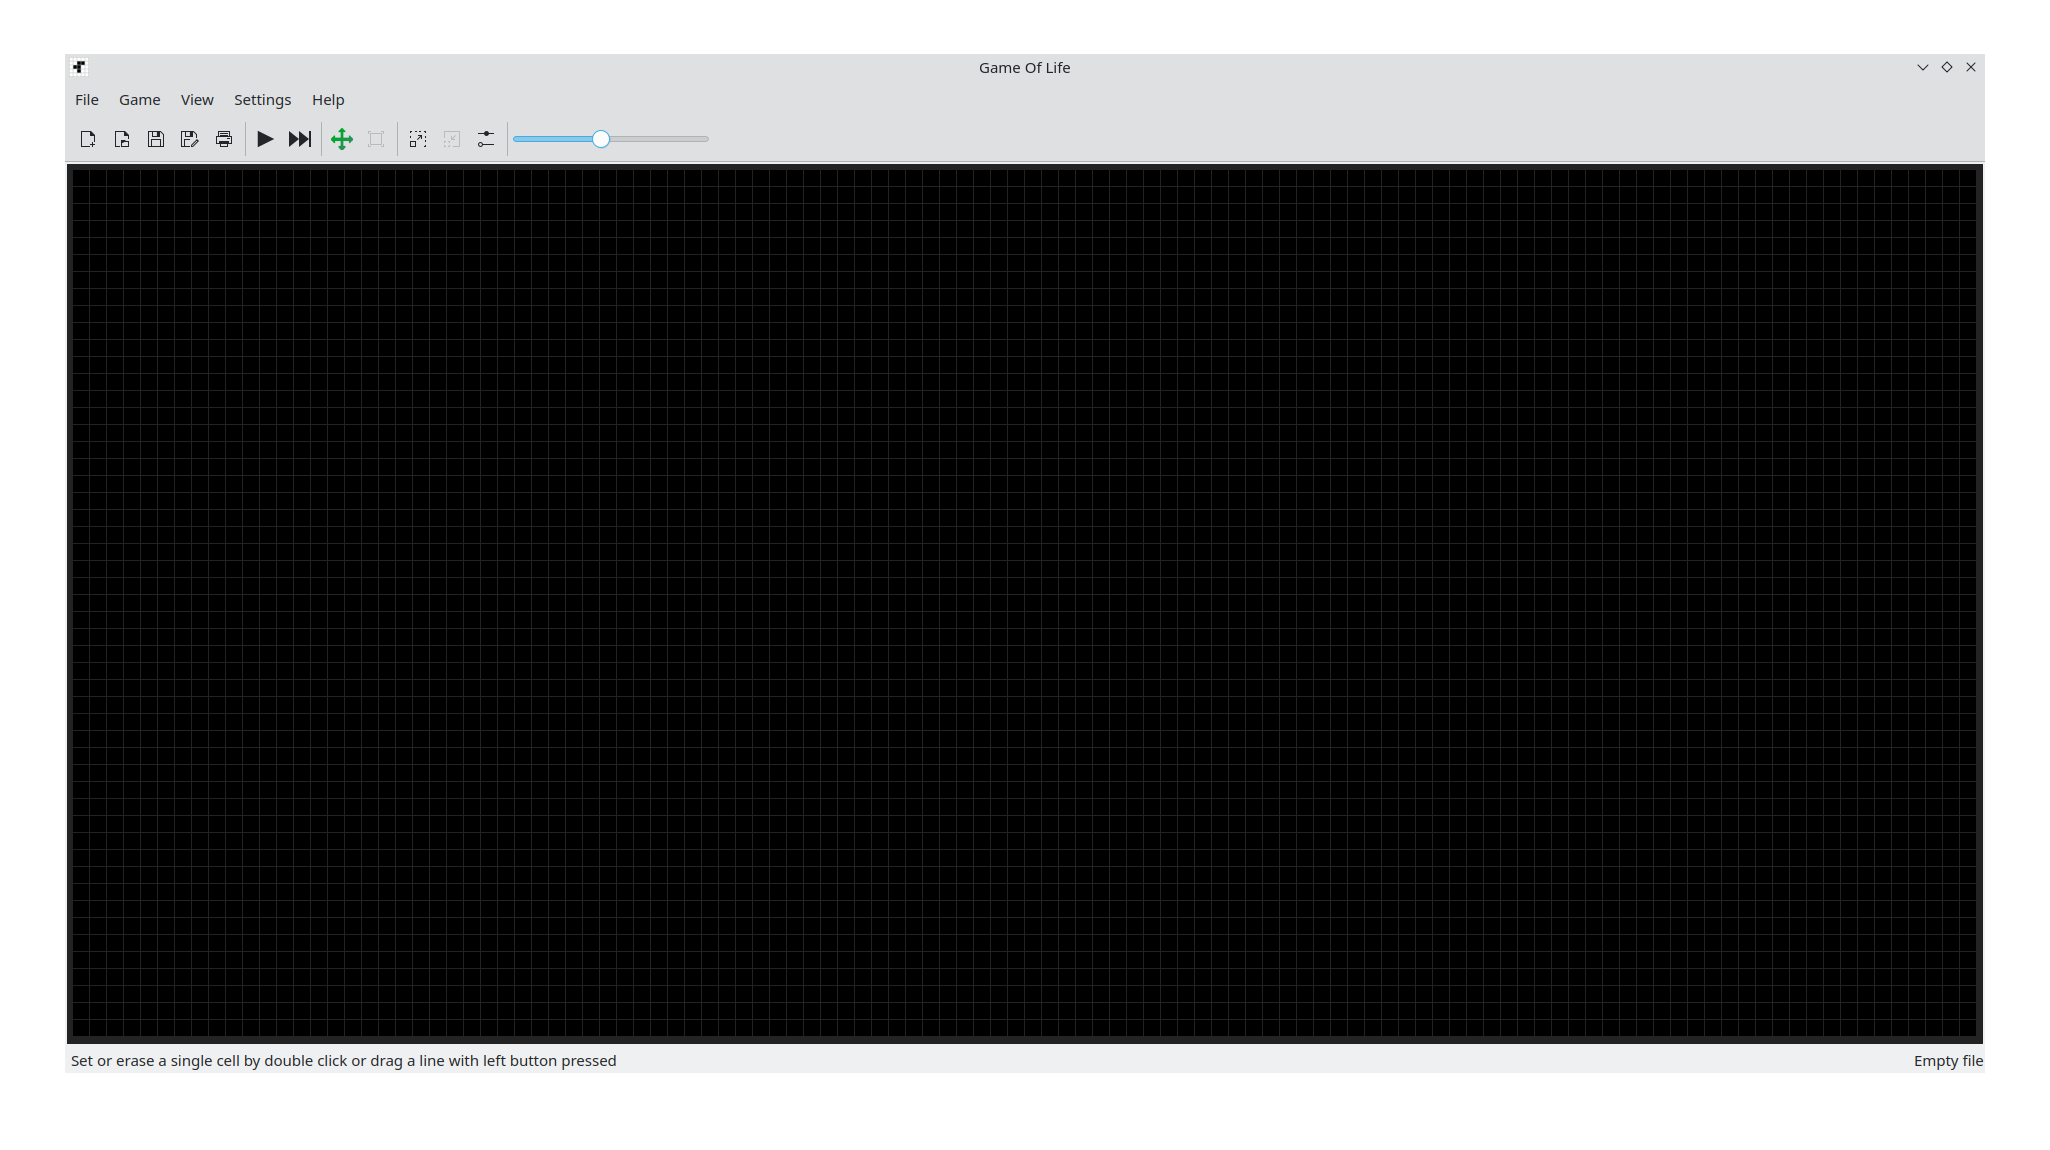 Game Of Life
File Game View Settings Help
Set or erase a single cell by double click or drag a line with left button pressed
Empty file